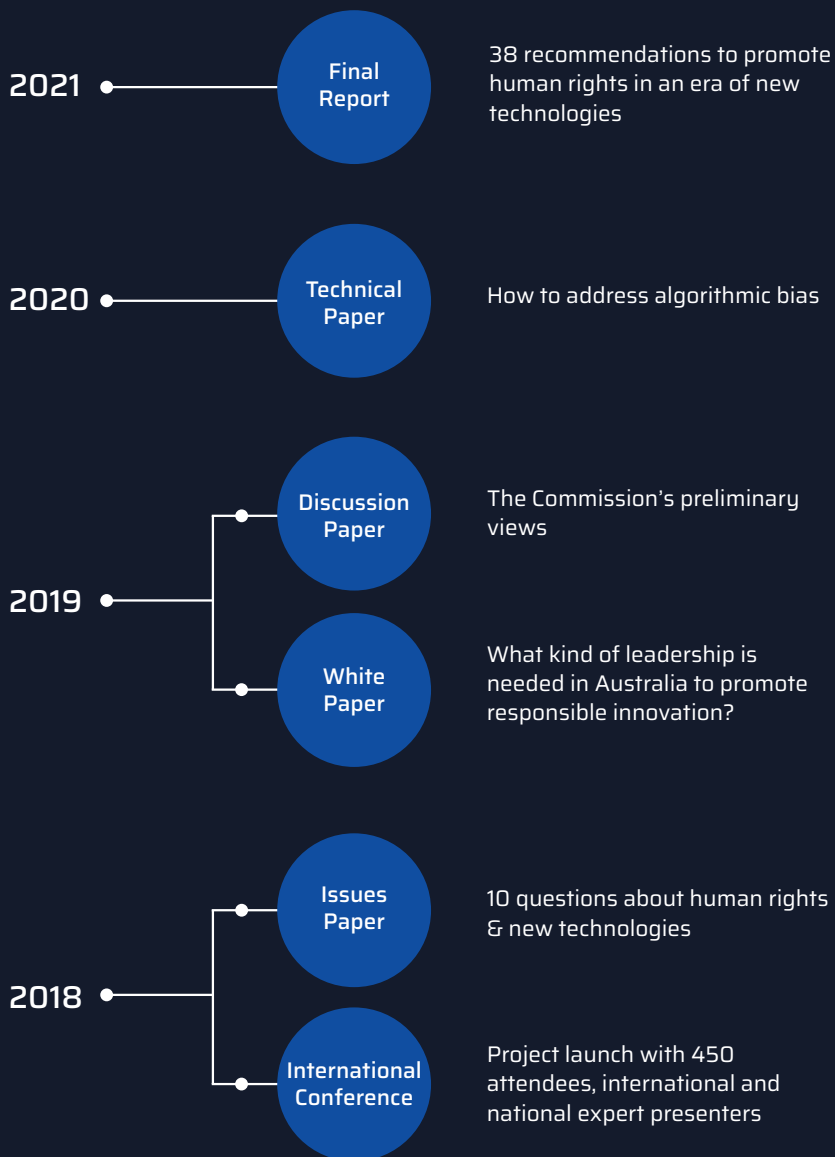 2021
Final
Report
38 recommendations to promote
human rights in an era of new
technologies
2020
Technical
Paper
How to address algorithmic bias
2019
Discussion
Paper
The Commission’s preliminary
views
White
Paper
What kind of leadership is
needed in Australia to promote
responsible innovation?
2018
Issues
Paper
10 questions about human rights
& new technologies
International
Conference
Project launch with 450
attendees, international and
national expert presenters